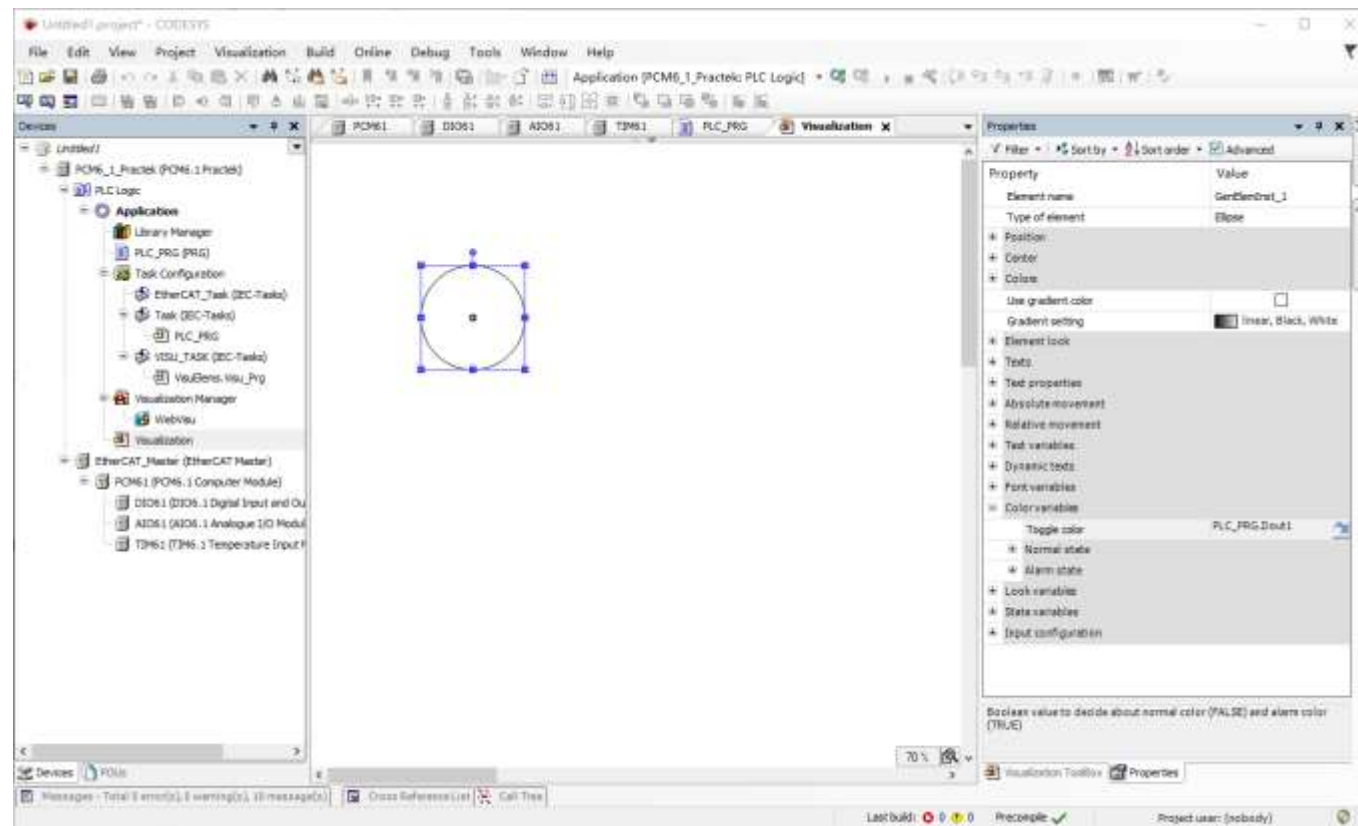 Untitled1.project* - CODESYS
File Edit View Project Visualization Build Online Debug Tools Window Help
Application [PCM6_1_Practek: PLC Logic]
Devices
PCM61 DIO61 AIO61 TIM61 PLC_PRG Visualization
Properties
Untitled1
PCM6_1_Practek (PCM6.1 Practek)
PLC Logic
Application
Library Manager
PLC_PRG (PRG)
Task Configuration
EtherCAT_Task (IEC-Tasks)
Task (IEC-Tasks)
PLC_PRG
VISU_TASK (IEC-Tasks)
VisuElems.Visu_Prg
Visualization Manager
WebVisu
Visualization
EtherCAT_Master (EtherCAT Master)
PCM61 (PCM6.1 Computer Module)
DIO61 (DIO6.1 Digital Input and Ou
AIO61 (AIO6.1 Analogue I/O Modul
TIM61 (TIM6.1 Temperature Input M
Filter Sort by Sort order Advanced
Property Value
Element name GenElemInst_1
Type of element Ellipse
Position
Center
Colors
Use gradient color
Gradient setting linear, Black, White
Element look
Texts
Text properties
Absolute movement
Relative movement
Text variables
Dynamic texts
Font variables
Color variables
Toggle color PLC_PRG.Dout1
Normal state
Alarm state
Look variables
State variables
Input configuration
Boolean value to decide about normal color (FALSE) and alarm color
(TRUE)
70 %
Devices POUs
Visualization ToolBox Properties
Messages - Total 0 error(s), 0 warning(s), 10 message(s) Cross Reference List Call Tree
Last build: 0 0 Precompile Project user: (nobody)